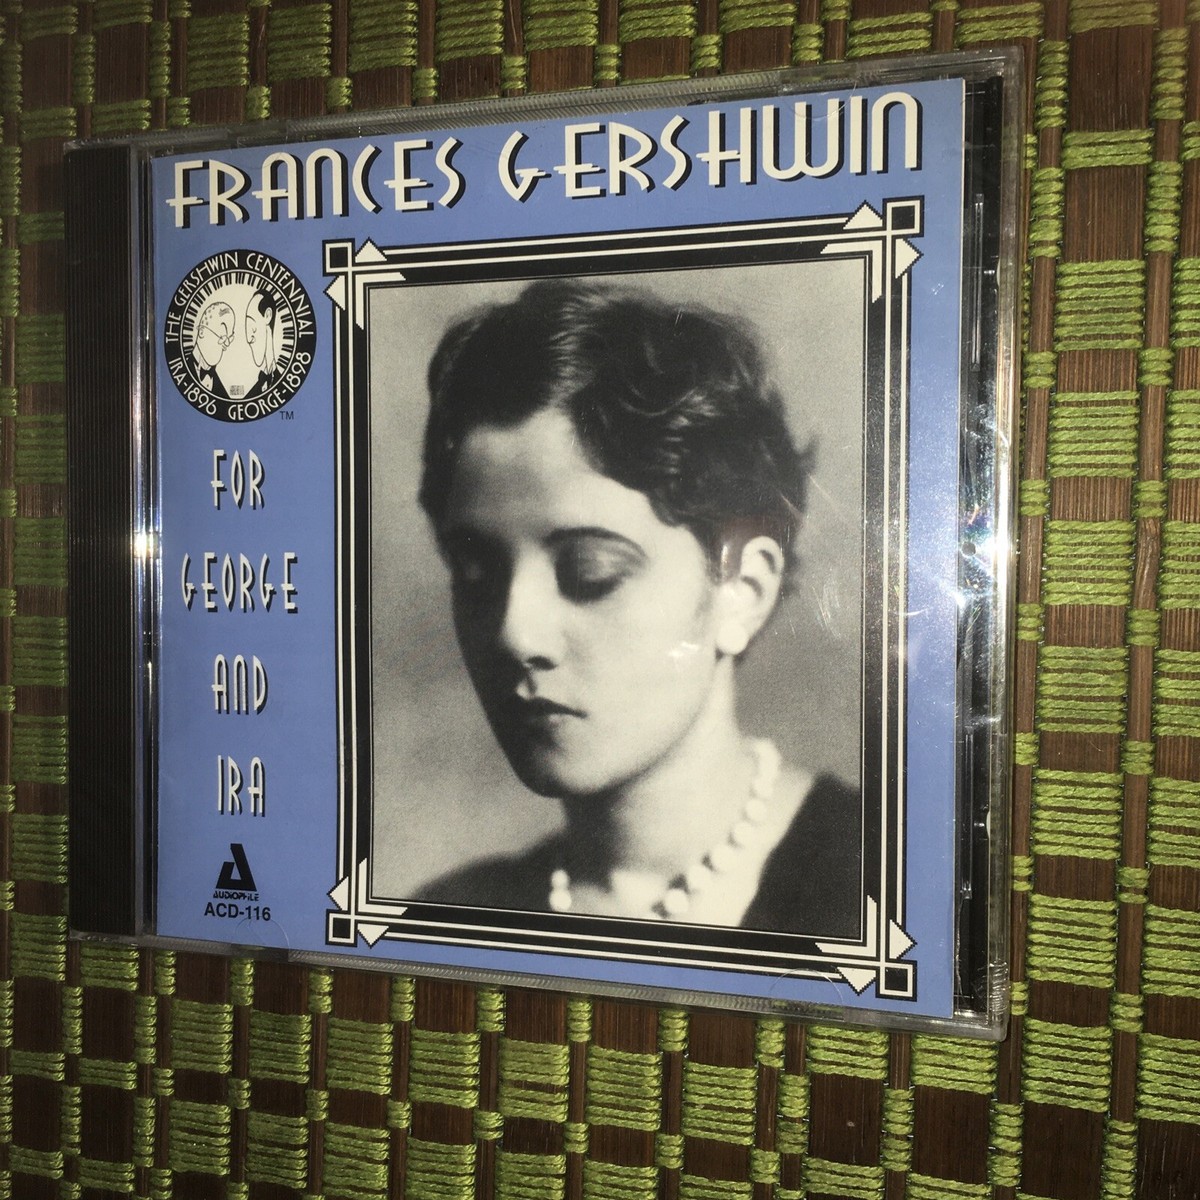 FRANCES GERSHWIN
THE GERSHWIN CENTENNIAL
IRA-1896 GEORGE-1898
TM
FOR
GEORGE
AND
IRA
AUDIOPHILE
ACD-116